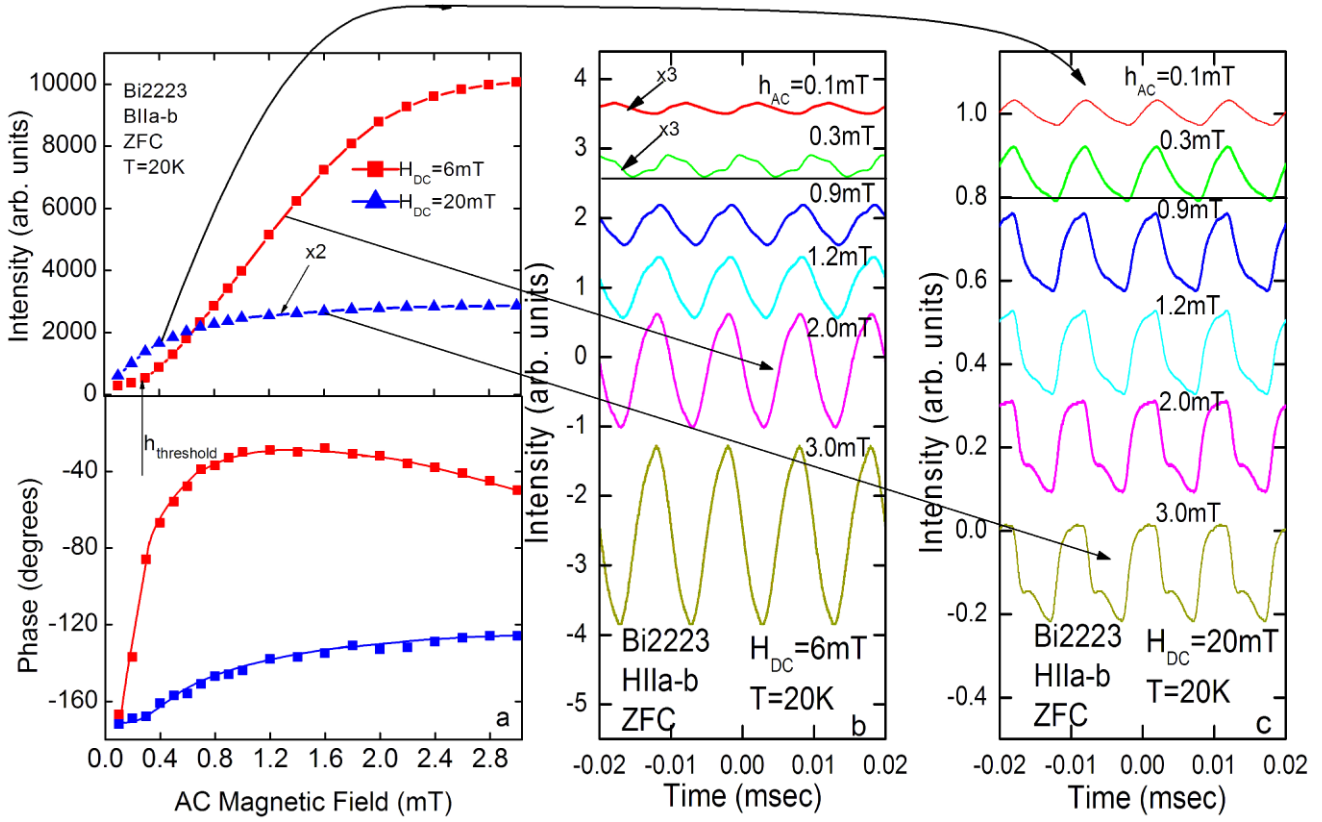 10000
8000
6000
4000
2000
0
Intensity (arb. units)
Bi2223
BIIa-b
ZFC
T=20K
H_DC=6mT
H_DC=20mT
x2
h_threshold
-40
-80
-120
-160
Phase (degrees)
a
0.0 0.4 0.8 1.2 1.6 2.0 2.4 2.8
AC Magnetic Field (mT)
4
3
2
1
0
-1
-2
-3
-4
-5
Intensity (arb. units)
x3
h_AC=0.1mT
x3
0.3mT
0.9mT
1.2mT
2.0mT
3.0mT
Bi2223
HIIa-b
ZFC
H_DC=6mT
T=20K
b
-0.02 -0.01 0.00 0.01 0.02
Time (msec)
1.0
0.8
0.6
0.4
0.2
0.0
-0.2
-0.4
Intensity (arb. units)
h_AC=0.1mT
0.3mT
0.9mT
1.2mT
2.0mT
3.0mT
Bi2223
HIIa-b
ZFC
H_DC=20mT
T=20K
c
-0.02 -0.01 0.00 0.01 0.02
Time (msec)